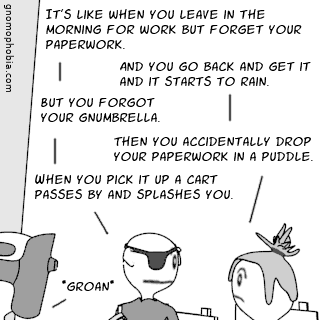 gnomophobia.com
IT'S LIKE WHEN YOU LEAVE IN THE
MORNING FOR WORK BUT FORGET YOUR
PAPERWORK.
AND YOU GO BACK AND GET IT
AND IT STARTS TO RAIN.
BUT YOU FORGOT
YOUR GNUMBRELLA.
THEN YOU ACCIDENTALLY DROP
YOUR PAPERWORK IN A PUDDLE.
WHEN YOU PICK IT UP A CART
PASSES BY AND SPLASHES YOU.
*GROAN*